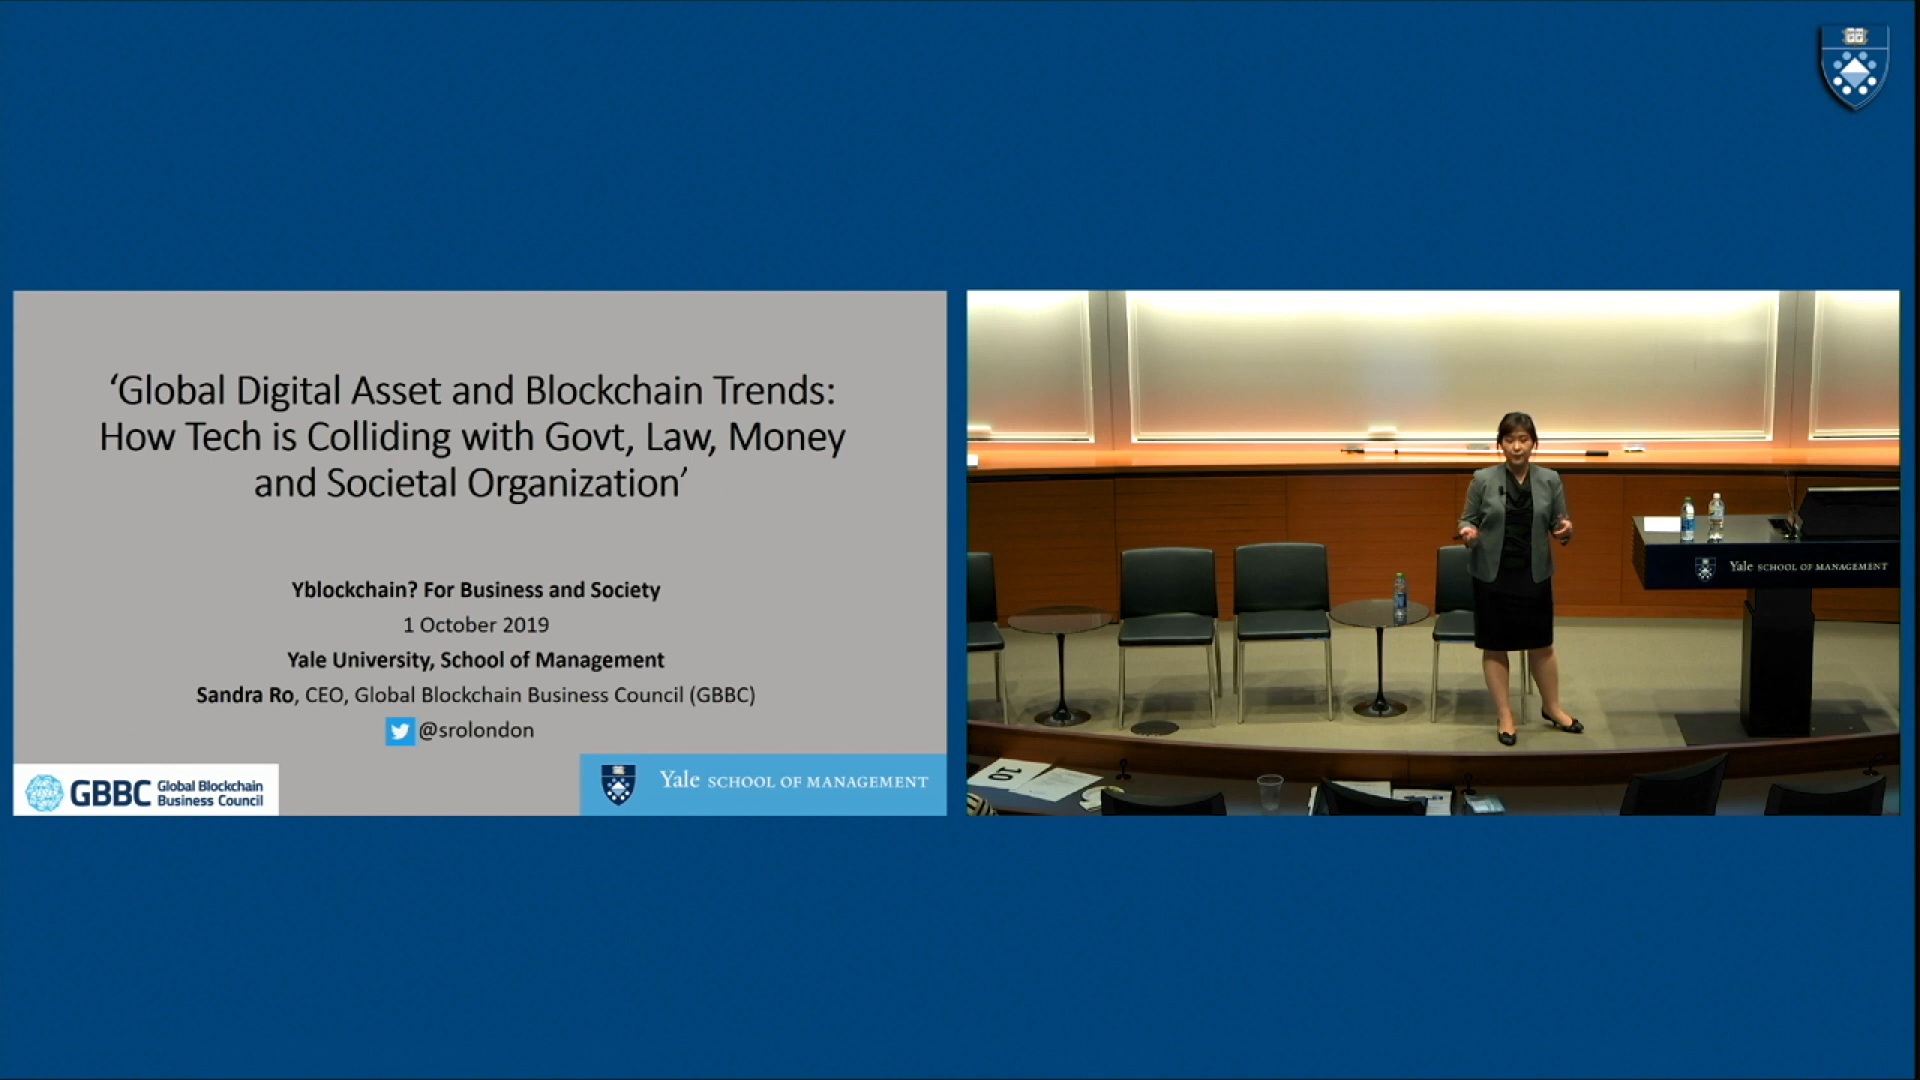 ‘Global Digital Asset and Blockchain Trends:
How Tech is Colliding with Govt, Law, Money
and Societal Organization’
Yblockchain? For Business and Society
1 October 2019
Yale University, School of Management
Sandra Ro, CEO, Global Blockchain Business Council (GBBC)
@srolondon
GBBC Global Blockchain
Business Council
Yale SCHOOL OF MANAGEMENT
Yale SCHOOL OF MANAGEMENT
10